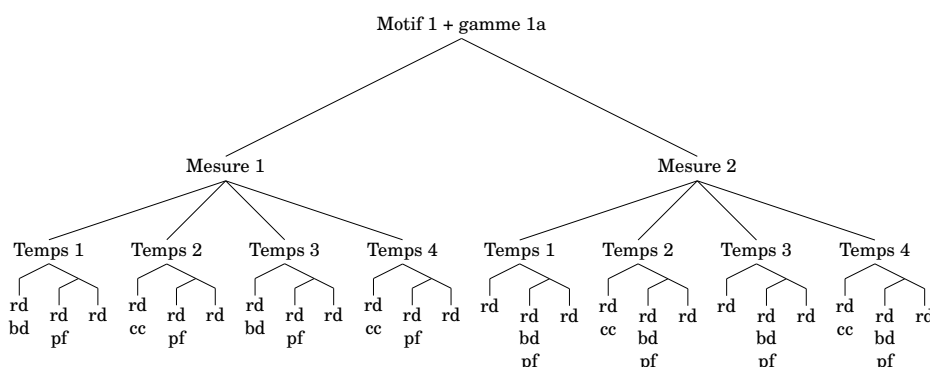 Motif 1 + gamme 1a
Mesure 1 Mesure 2
Temps 1 Temps 2 Temps 3 Temps 4 Temps 1 Temps 2 Temps 3 Temps 4
rd rd rd rd rd rd rd rd rd rd rd rd rd rd rd rd rd rd rd rd rd rd rd rd
bd pf cc pf bd pf cc pf bd cc bd bd cc bd
pf pf pf pf